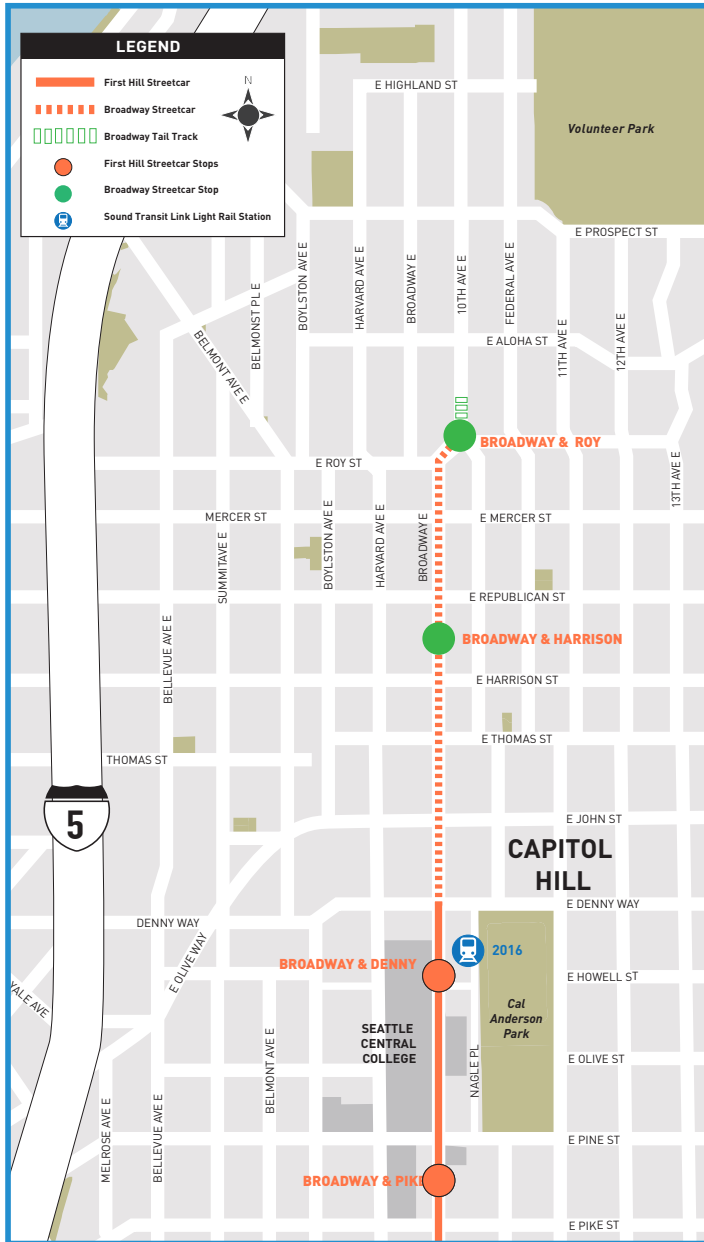 LEGEND
First Hill Streetcar
Broadway Streetcar
Broadway Tail Track
First Hill Streetcar Stops
Broadway Streetcar Stop
Sound Transit Link Light Rail Station
N
E HIGHLAND ST
Volunteer Park
E PROSPECT ST
BELMONST PL E
BOYLSTON AVE E
HARVARD AVE E
BROADWAY E
10TH AVE E
FEDERAL AVE E
11TH AVE E
12TH AVE E
BELMONT AVE E
E ALOHA ST
BROADWAY & ROY
E ROY ST
13TH AVE E
MERCER ST
SUMMITAVE E
BOYLSTON AVE E
HARVARD AVE E
BROADWAY E
E MERCER ST
E REPUBLICAN ST
BELLEVUE AVE E
BROADWAY & HARRISON
E HARRISON ST
E THOMAS ST
THOMAS ST
5
E JOHN ST
CAPITOL
HILL
E DENNY WAY
DENNY WAY
E OLIVE WAY
2016
BROADWAY & DENNY
E HOWELL ST
YALE AVE
Cal
Anderson
Park
SEATTLE
CENTRAL
COLLEGE
BELMONT AVE E
NAGLE PL
E OLIVE ST
MELROSE AVE E
BELLEVUE AVE E
E PINE ST
BROADWAY & PIKE
E PIKE ST